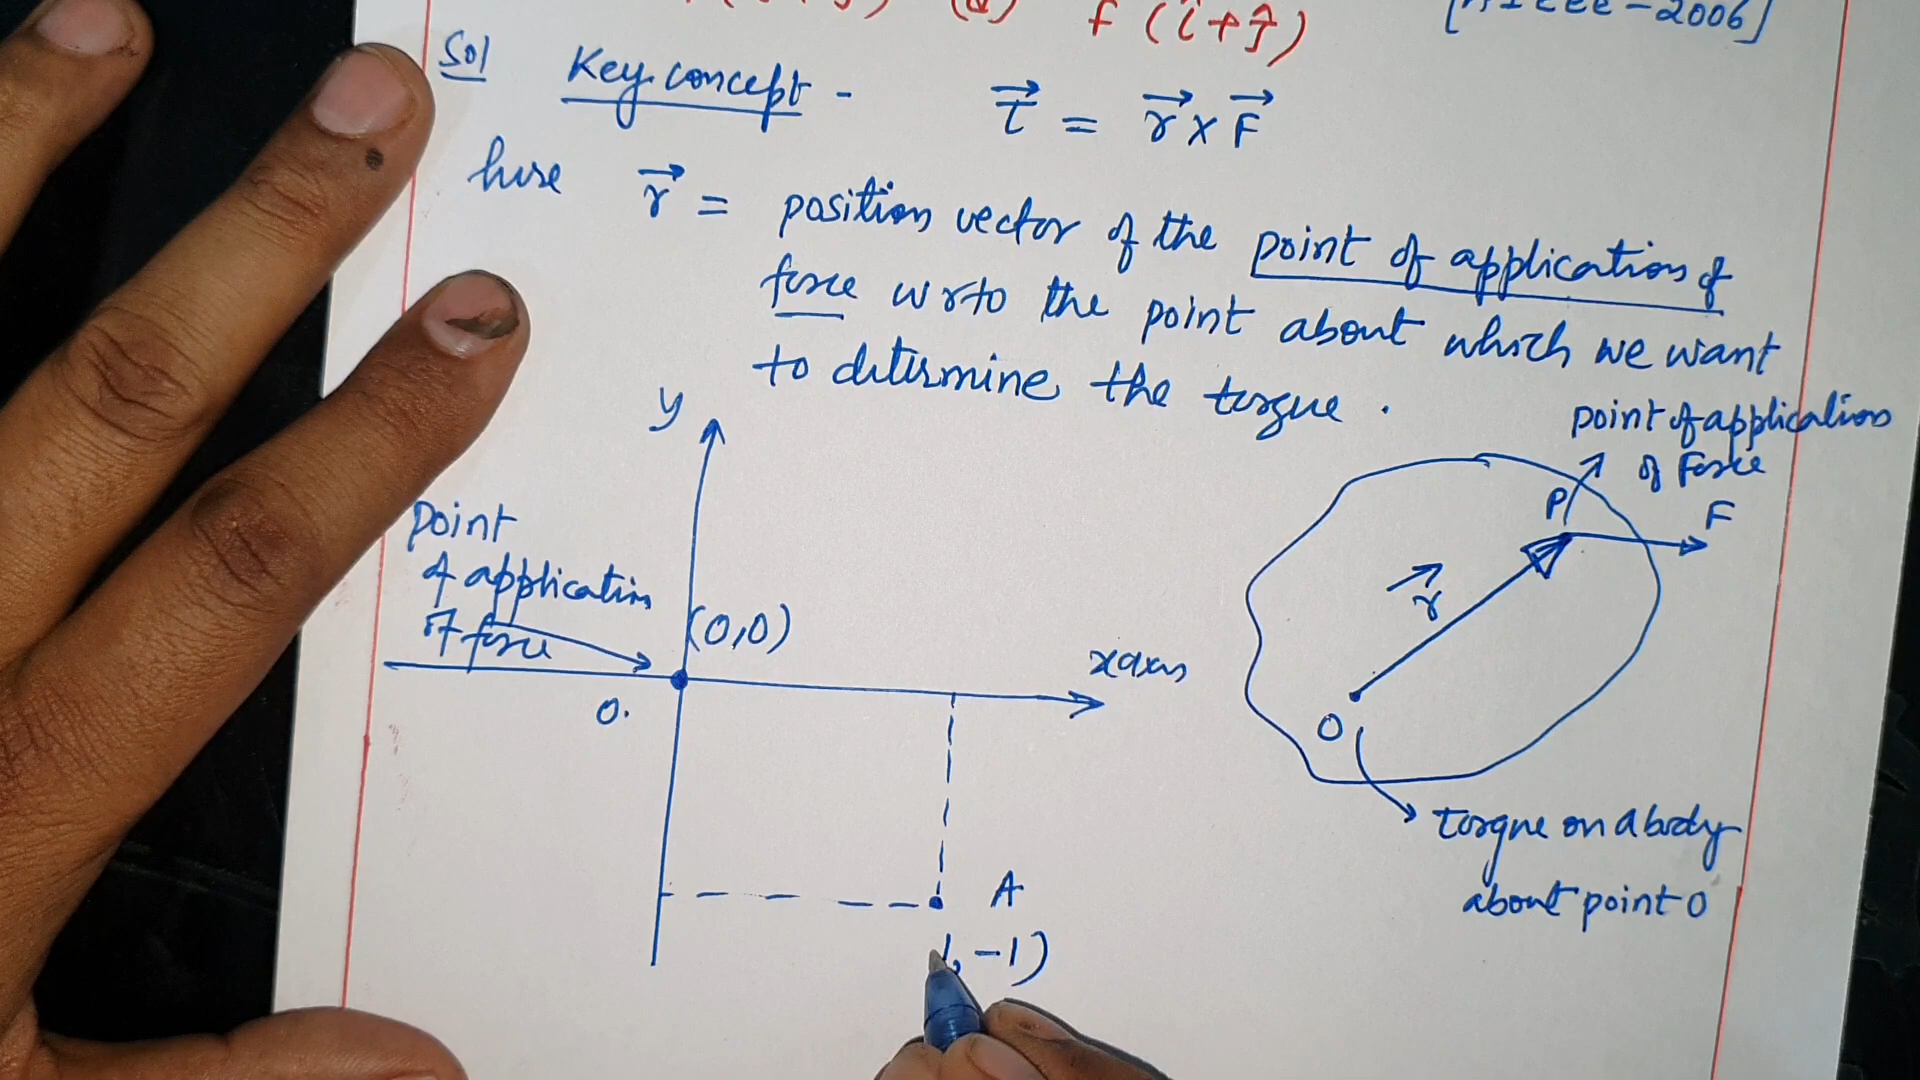 f (î+ĵ)
-2006]
Sol Key concept - τ⃗ = r⃗ x F⃗
here r⃗ = position vector of the point of application of
force w r to the point about which we want
to determine the torque.
y
point
of application
of force
(0,0)
x axis
O.
A
1, -1)
point of application
of Force
P
F
r⃗
O
torque on a body
about point O